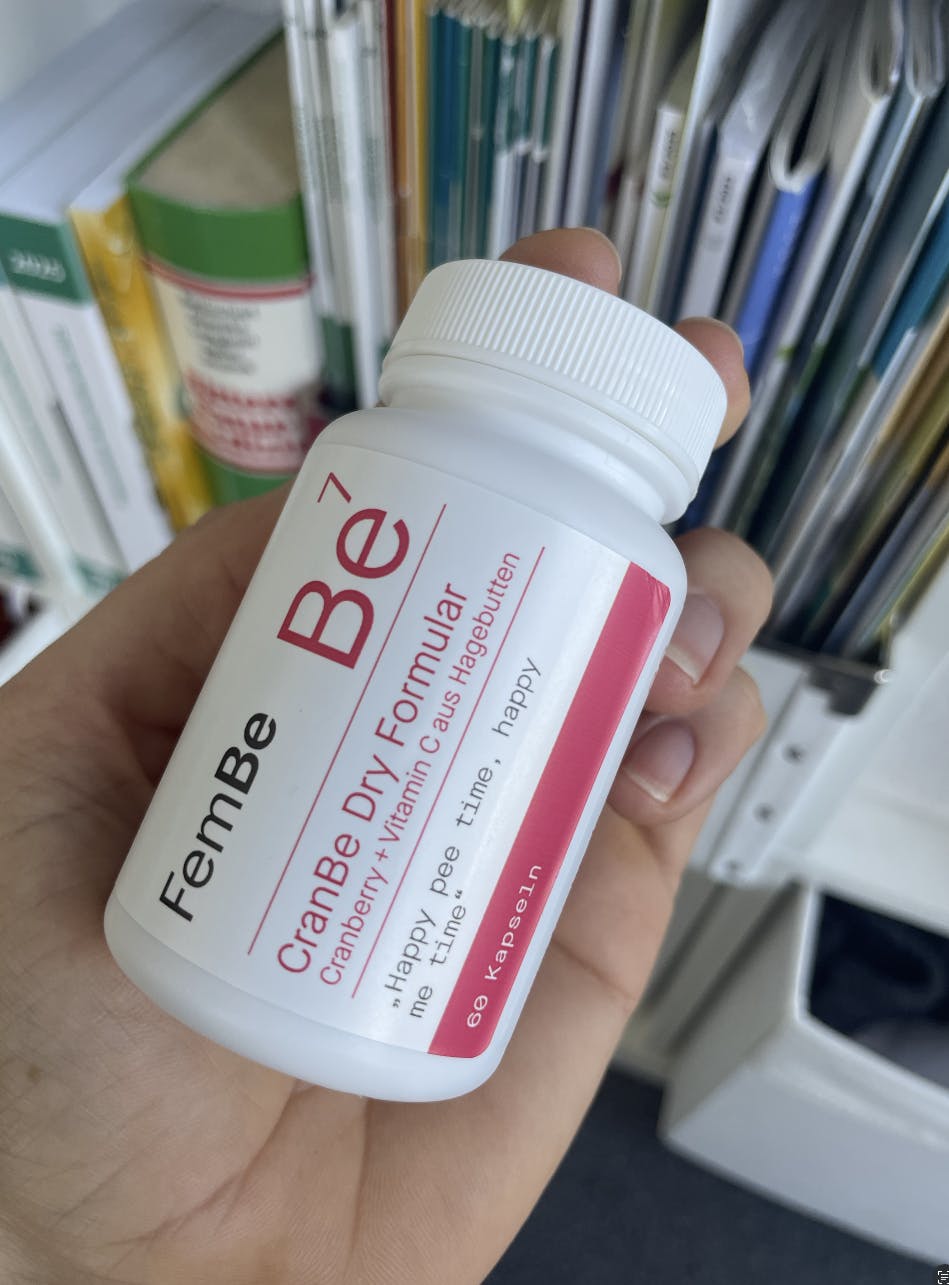 FemBe
Be⁷
CranBe Dry Formular
Cranberry + Vitamin C aus Hagebutten
„Happy pee time, happy
me time“
60 Kapseln